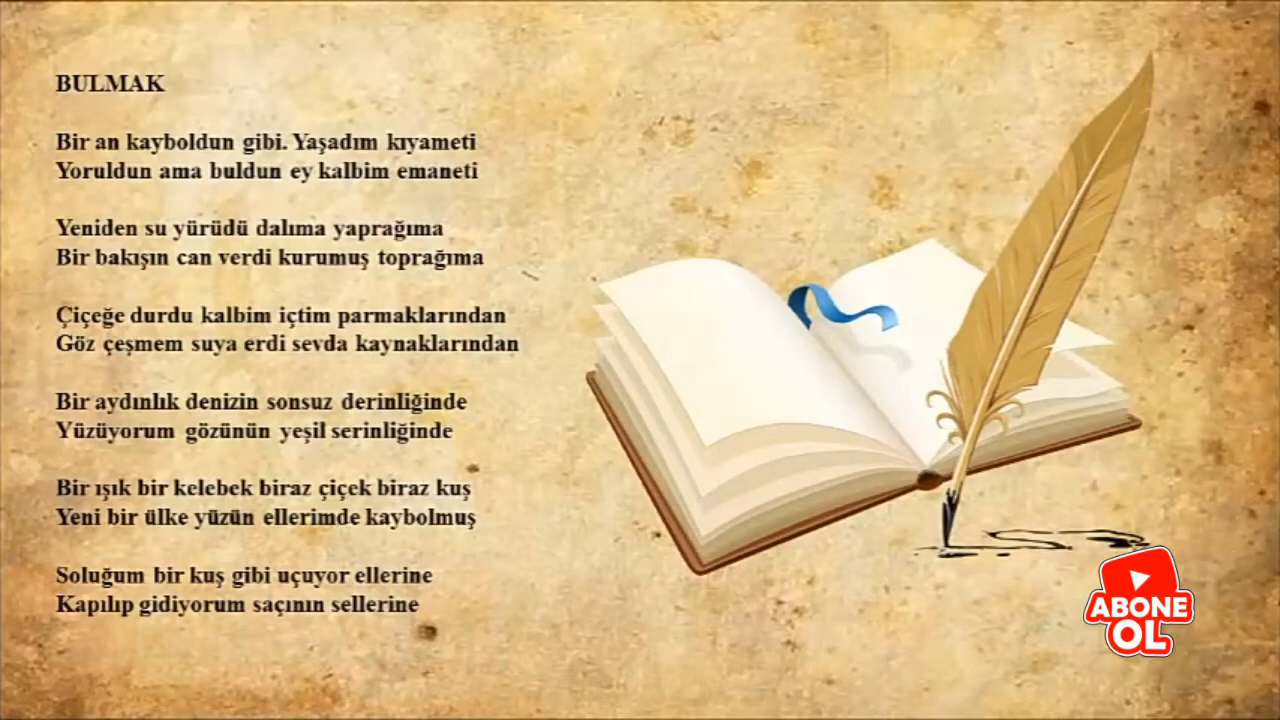 BULMAK
Bir an kayboldun gibi. Yaşadım kıyameti
Yoruldun ama buldun ey kalbim emaneti
Yeniden su yürüdü dalıma yaprağıma
Bir bakışın can verdi kurumuş toprağıma
Çiçeğe durdu kalbim içtim parmaklarından
Göz çeşmem suya erdi sevda kaynaklarından
Bir aydınlık denizin sonsuz derinliğinde
Yüzüyorum gözünün yeşil serinliğinde
Bir ışık bir kelebek biraz çiçek biraz kuş
Yeni bir ülke yüzün ellerimde kaybolmuş
Soluğum bir kuş gibi uçuyor ellerine
Kapılıp gidiyorum saçının sellerine
ABONE
OL